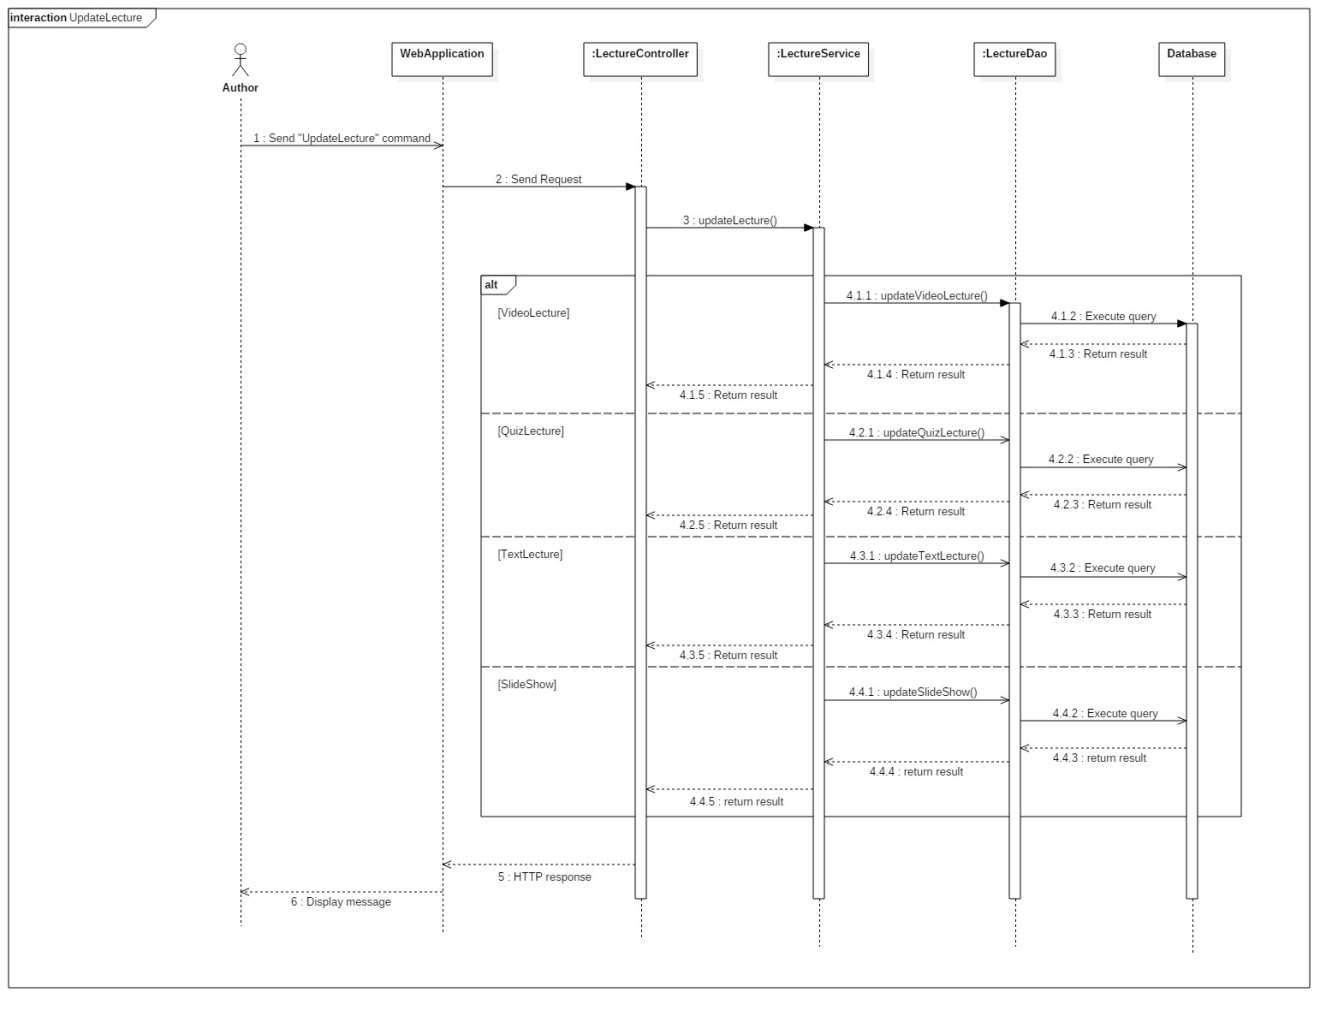 interaction UpdateLecture
Author
WebApplication
:LectureController
:LectureService
:LectureDao
Database
1 : Send "UpdateLecture" command
2 : Send Request
3 : updateLecture()
alt
[VideoLecture]
4.1.1 : updateVideoLecture()
4.1.2 : Execute query
4.1.3 : Return result
4.1.4 : Return result
4.1.5 : Return result
[QuizLecture]
4.2.1 : updateQuizLecture()
4.2.2 : Execute query
4.2.3 : Return result
4.2.4 : Return result
4.2.5 : Return result
[TextLecture]
4.3.1 : updateTextLecture()
4.3.2 : Execute query
4.3.3 : Return result
4.3.4 : Return result
4.3.5 : Return result
[SlideShow]
4.4.1 : updateSlideShow()
4.4.2 : Execute query
4.4.3 : return result
4.4.4 : return result
4.4.5 : return result
5 : HTTP response
6 : Display message